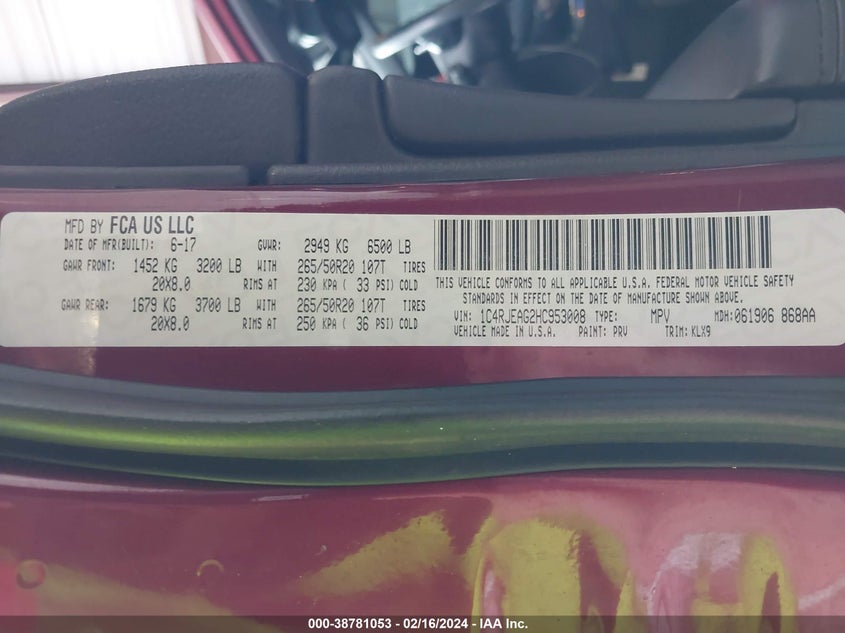 MFD BY FCA US LLC
DATE OF MFR(BUILT): 6-17 GVWR: 2949 KG 6500 LB
GAWR FRONT: 1452 KG 3200 LB WITH 265/50R20 107T TIRES
20X8.0 RIMS AT 230 KPA ( 33 PSI) COLD
GAWR REAR: 1679 KG 3700 LB WITH 265/50R20 107T TIRES
20X8.0 RIMS AT 250 KPA ( 36 PSI) COLD
THIS VEHICLE CONFORMS TO ALL APPLICABLE U.S.A. FEDERAL MOTOR VEHICLE SAFETY
STANDARDS IN EFFECT ON THE DATE OF MANUFACTURE SHOWN ABOVE.
VIN: 1C4RJEAG2HC953008 TYPE: MPV MDH: 061906 868AA
VEHICLE MADE IN U.S.A. PAINT: PRV TRIM: KLX9
000-38781053 - 02/16/2024 - IAA Inc.